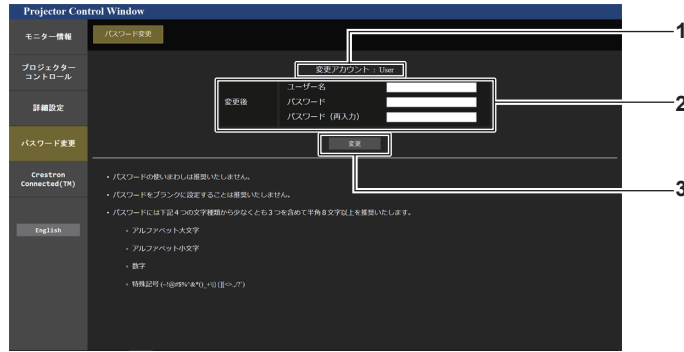 Projector Control Window
モニター情報
パスワード変更
1
プロジェクター
コントロール
変更アカウント : User
ユーザー名
詳細設定
変更後
パスワード
2
パスワード (再入力)
パスワード変更
変更
Crestron
Connected(TM)
・パスワードの使いまわしは推奨いたしません。
3
・パスワードをブランクに設定することは推奨いたしません。
・パスワードには下記4つの文字種類から少なくとも3つを含めて半角8文字以上を推奨いたします。
English
・アルファベット大文字
・アルファベット小文字
・数字
・特殊記号